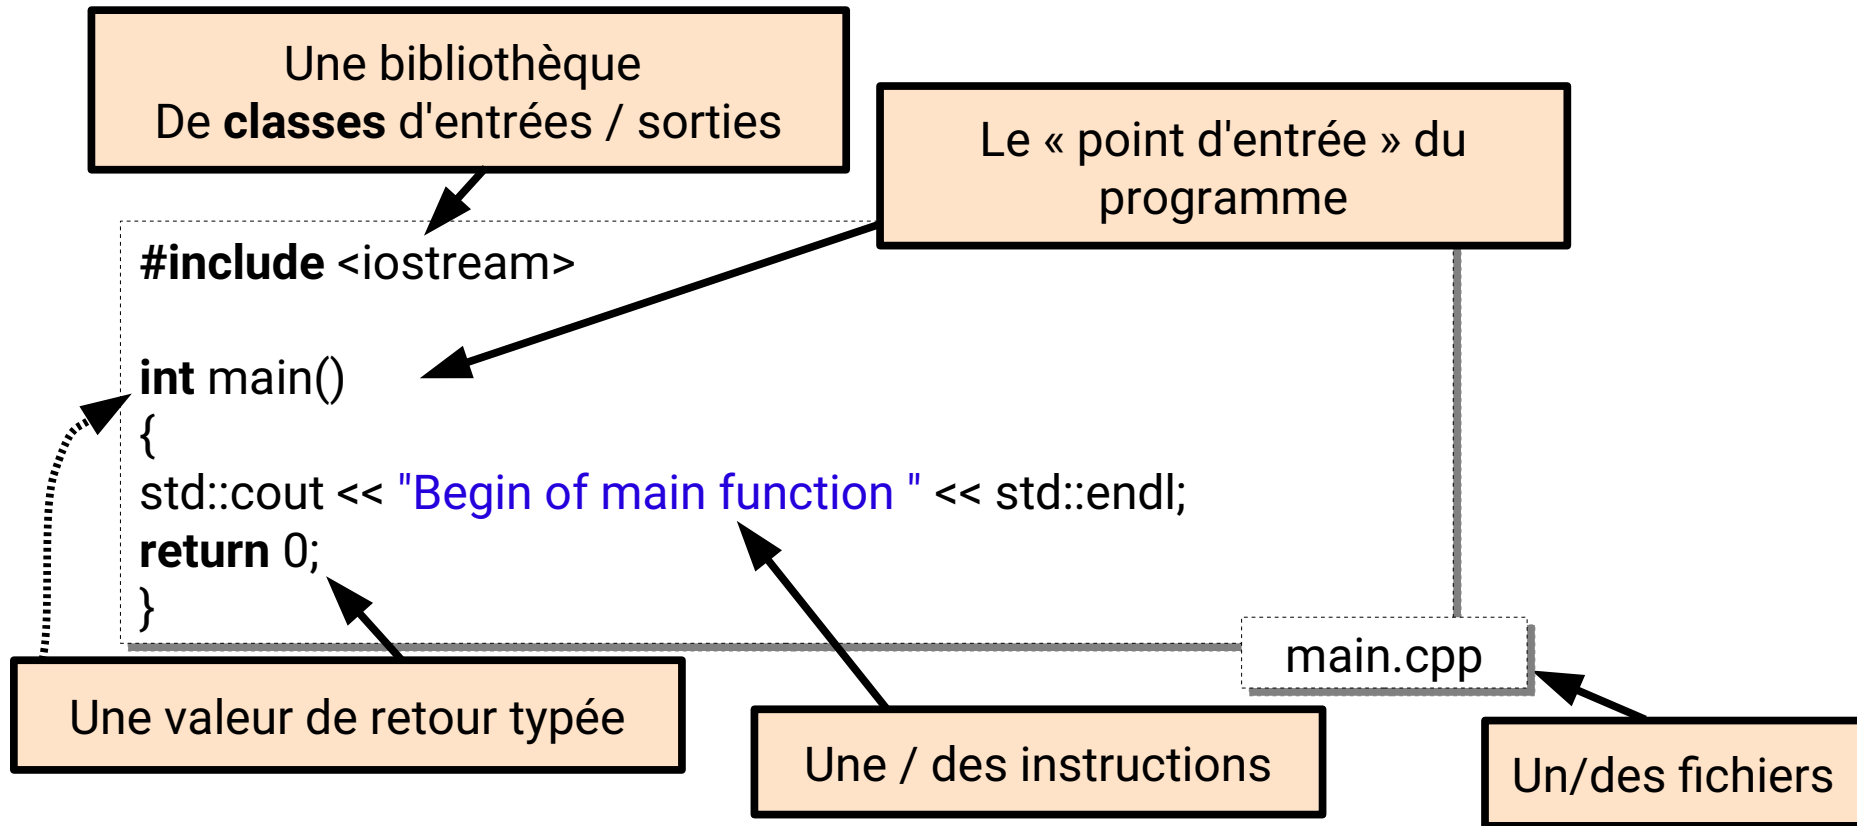 Une bibliothèque
De classes d'entrées / sorties
Le « point d'entrée » du
programme
#include <iostream>
int main()
{
std::cout << "Begin of main function " << std::endl;
return 0;
}
main.cpp
Une valeur de retour typée
Une / des instructions
Un/des fichiers